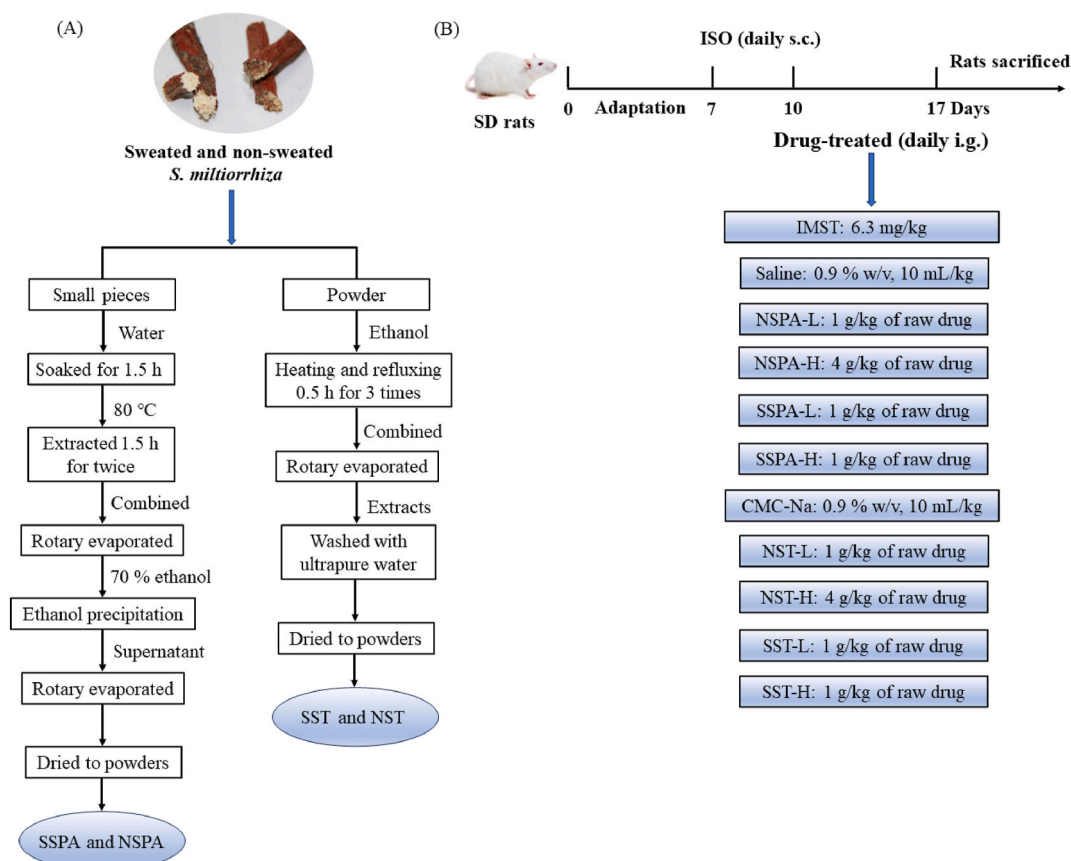 (A)
Sweated and non-sweated
S. miltiorrhiza
Small pieces
Water
Soaked for 1.5 h
80 °C
Extracted 1.5 h
for twice
Combined
Rotary evaporated
70 % ethanol
Ethanol precipitation
Supernatant
Rotary evaporated
Dried to powders
SSPA and NSPA
Powder
Ethanol
Heating and refluxing
0.5 h for 3 times
Combined
Rotary evaporated
Extracts
Washed with
ultrapure water
Dried to powders
SST and NST
(B)
SD rats
ISO (daily s.c.)
Rats sacrificed
0
Adaptation
7
10
17 Days
Drug-treated (daily i.g.)
IMST: 6.3 mg/kg
Saline: 0.9 % w/v, 10 mL/kg
NSPA-L: 1 g/kg of raw drug
NSPA-H: 4 g/kg of raw drug
SSPA-L: 1 g/kg of raw drug
SSPA-H: 1 g/kg of raw drug
CMC-Na: 0.9 % w/v, 10 mL/kg
NST-L: 1 g/kg of raw drug
NST-H: 4 g/kg of raw drug
SST-L: 1 g/kg of raw drug
SST-H: 1 g/kg of raw drug